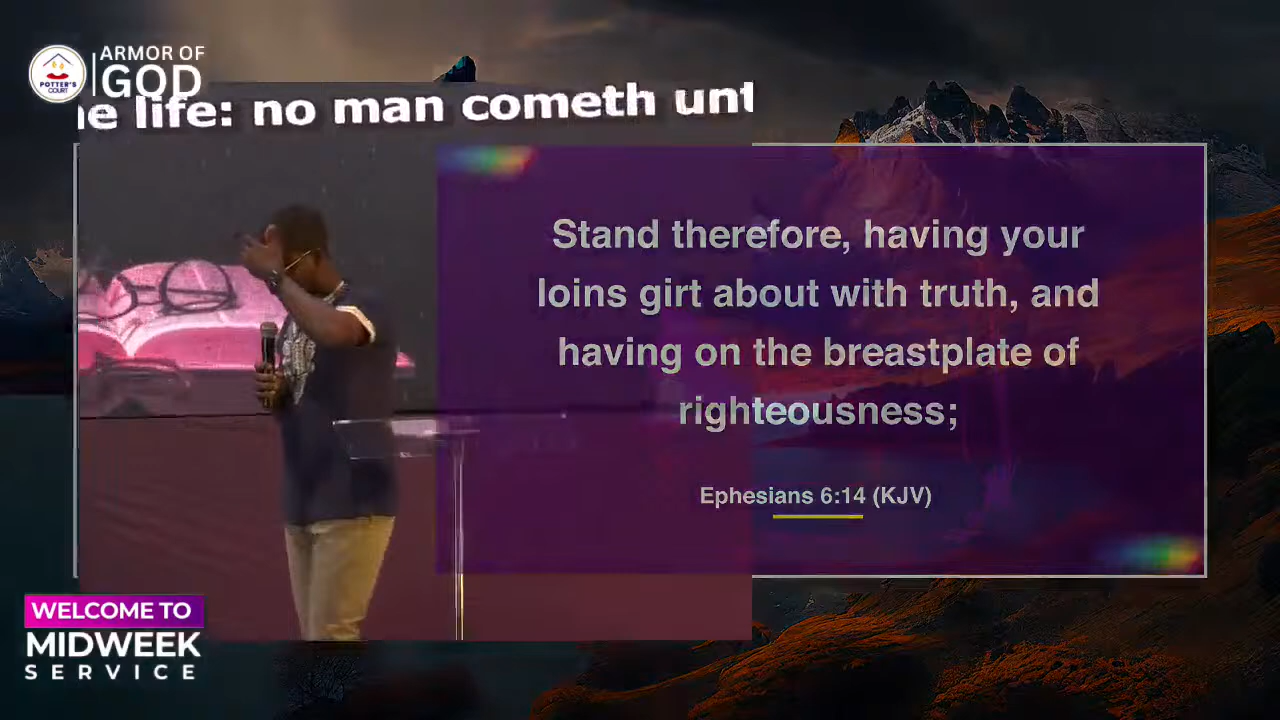 ARMOR OF
GOD
POTTER'S
COURT
e life: no man cometh unt
Stand therefore, having your
loins girt about with truth, and
having on the breastplate of
righteousness;
Ephesians 6:14 (KJV)
WELCOME TO
MIDWEEK
SERVICE